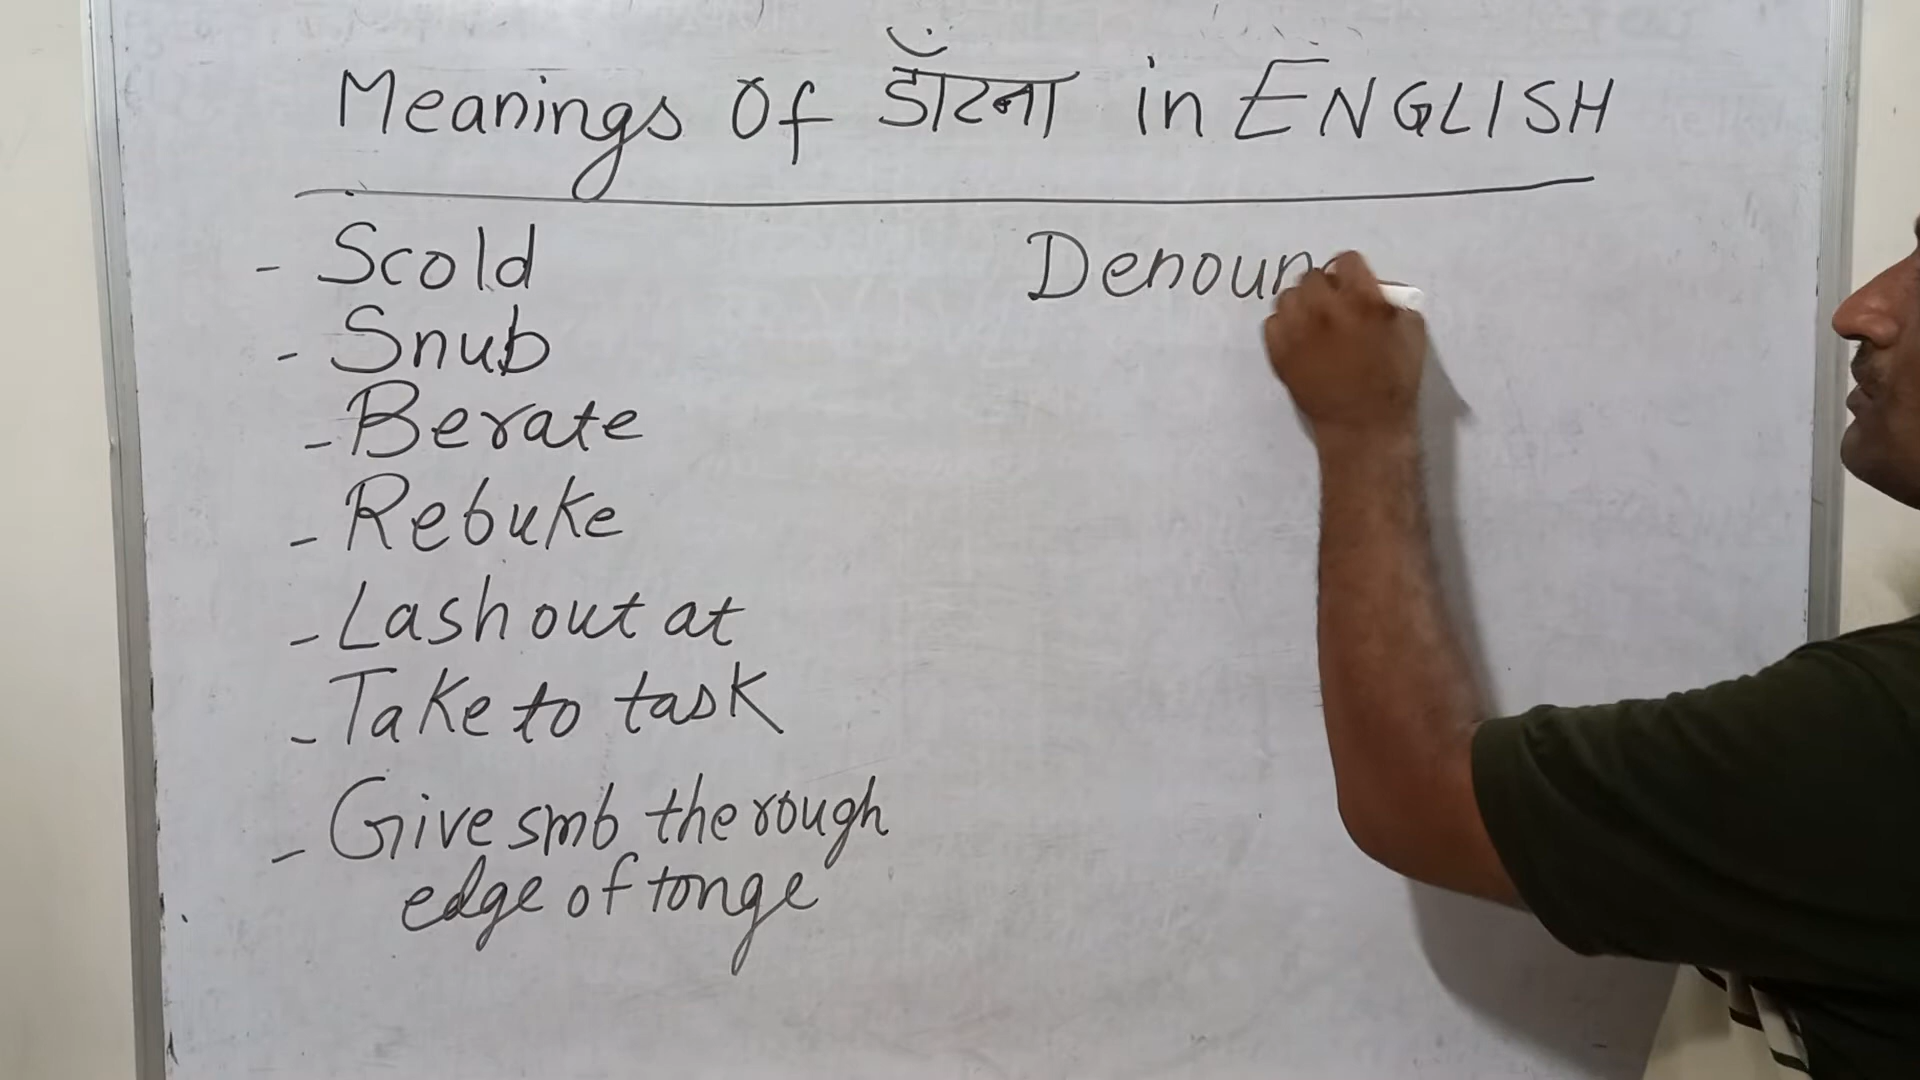 Meanings of डाँटना in ENGLISH
- Scold
- Snub
- Berate
- Rebuke
- Lash out at
- Take to task
- Give smb the rough
edge of tonge